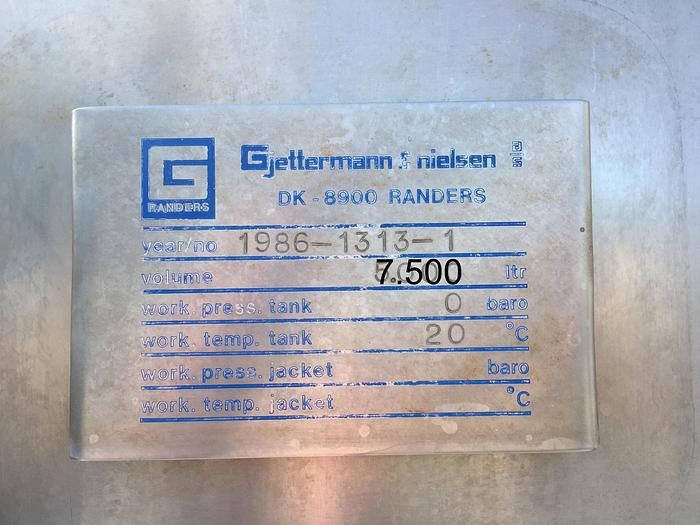 G
RANDERS
Gjettermann & nielsen a/s
DK - 8900 RANDERS
year/no 1986-1313-1
volume 7.500 ltr
work. press. tank 0 baro
work. temp. tank 20 °C
work. press. jacket baro
work. temp. jacket °C